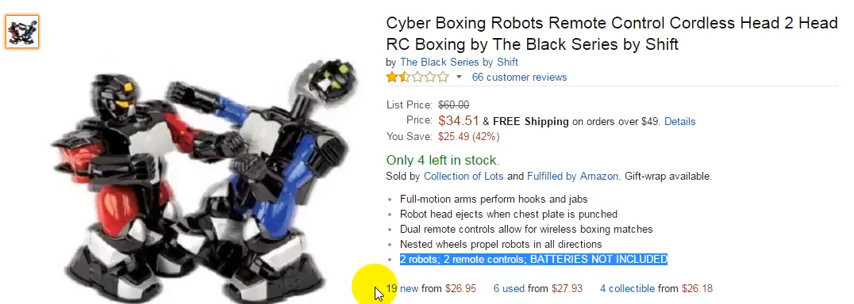 Cyber Boxing Robots Remote Control Cordless Head 2 Head
RC Boxing by The Black Series by Shift
by The Black Series by Shift
66 customer reviews
List Price: $60.00
Price: $34.51 & FREE Shipping on orders over $49. Details
You Save: $25.49 (42%)
Only 4 left in stock.
Sold by Collection of Lots and Fulfilled by Amazon. Gift-wrap available.
Full-motion arms perform hooks and jabs
Robot head ejects when chest plate is punched
Dual remote controls allow for wireless boxing matches
Nested wheels propel robots in all directions
2 robots; 2 remote controls; BATTERIES NOT INCLUDED
19 new from $26.95 6 used from $27.93 4 collectible from $26.18